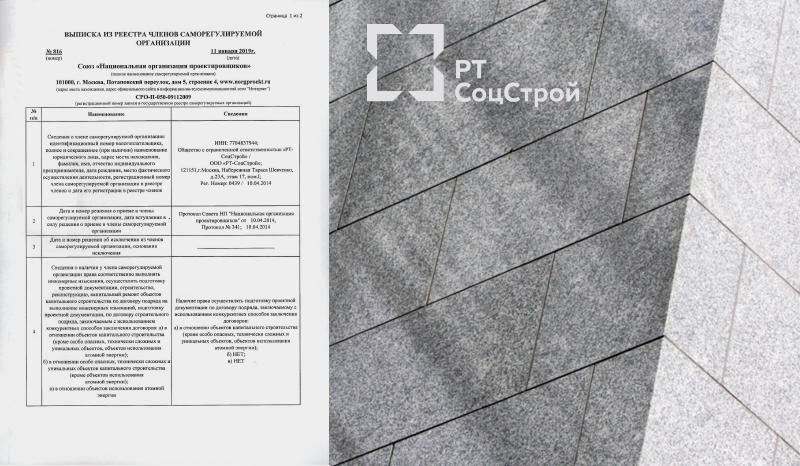 Страница 1 из 2
ВЫПИСКА ИЗ РЕЕСТРА ЧЛЕНОВ САМОРЕГУЛИРУЕМОЙ
ОРГАНИЗАЦИИ
№ 816
11 января 2019г.
(номер)
(дата)
Союз «Национальная организация проектировщиков»
(полное наименование саморегулируемой организации)
101000, г. Москва, Потаповский переулок, дом 5, строение 4, www.norgproekt.ru
(адрес места нахождения, адрес официального сайта в информационно-телекоммуникационной сети "Интернет")
СРО-П-050-09112009
(регистрационный номер записи в государственном реестре саморегулируемых организаций)
№
п/п
Наименование
Сведения
1
Сведения о члене саморегулируемой организации:
идентификационный номер налогоплательщика,
полное и сокращенное (при наличии) наименование
юридического лица, адрес места нахождения,
фамилия, имя, отчество индивидуального
предпринимателя, дата рождения, место фактического
осуществления деятельности, регистрационный номер
члена саморегулируемой организации в реестре
членов и дата его регистрации в реестре членов
ИНН: 7704837944;
Общество с ограниченной ответственностью «РТ-
СоцСтрой» /
ООО «РТ-СоцСтрой»;
121151,г.Москва, Набережная Тараса Шевченко,
д.23А, этаж 17, ном.I;
Рег. Номер: 0439 / 10.04.2014
2
Дата и номер решения о приеме в члены
саморегулируемой организации, дата вступления в
силу решения о приеме в члены саморегулируемой
организации
Протокол Совета НП "Национальная организация
проектировщиков" от 10.04.2014,
Протокол № 341; 10.04.2014
3
Дата и номер решения об исключении из членов
саморегулируемой организации, основания
исключения
4
Сведения о наличии у члена саморегулируемой
организации права соответственно выполнять
инженерные изыскания, осуществлять подготовку
проектной документации, строительство,
реконструкцию, капитальный ремонт объектов
капитального строительства по договору подряда на
выполнение инженерных изысканий, подготовку
проектной документации, по договору строительного
подряда, заключаемым с использованием
конкурентных способов заключения договоров: а) в
отношении объектов капитального строительства
(кроме особо опасных, технически сложных и
уникальных объектов, объектов использования
атомной энергии);
б) в отношении особо опасных, технически сложных и
уникальных объектов капитального строительства
(кроме объектов использования
атомной энергии);
в) в отношении объектов использования атомной
энергии
Наличие права осуществлять подготовку проектной
документации по договору подряда, заключаемому с
использованием конкурентных способов заключения
договоров:
а) в отношении объектов капитального строительства
(кроме особо опасных, технически сложных и
уникальных объектов, объектов использования
атомной энергии);
б) НЕТ;
в) НЕТ
РТ
СоцСтрой